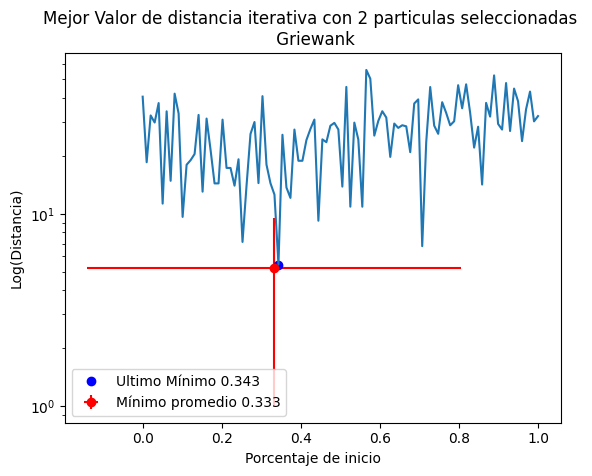 Mejor Valor de distancia iterativa con 2 particulas seleccionadas
Griewank
Log(Distancia)
10¹
10⁰
Ultimo Mínimo 0.343
Mínimo promedio 0.333
0.0 0.2 0.4 0.6 0.8 1.0
Porcentaje de inicio